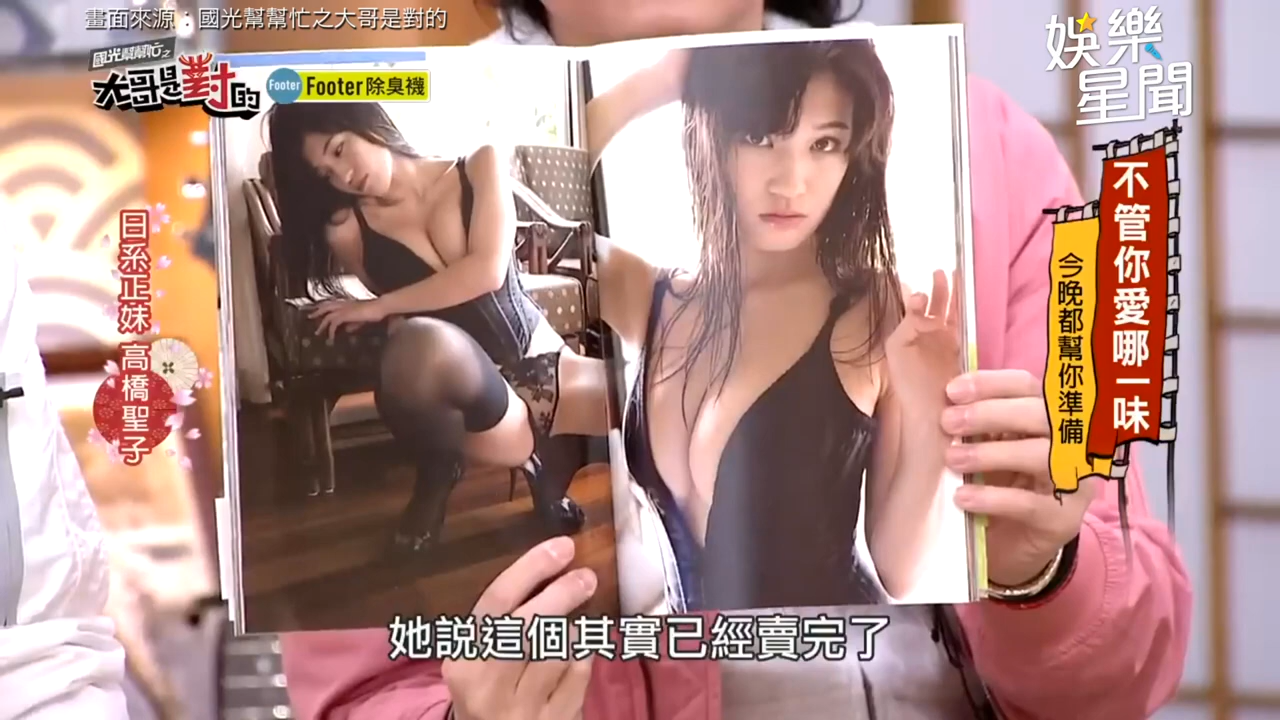 畫面來源：國光幫幫忙之大哥是對的
國光幫幫忙之
大哥是對的
Footer
Footer除臭襪
娛樂
星聞
不管你愛哪一味
今晚都幫你準備
日系正妹 高橋聖子
她說這個其實已經賣完了